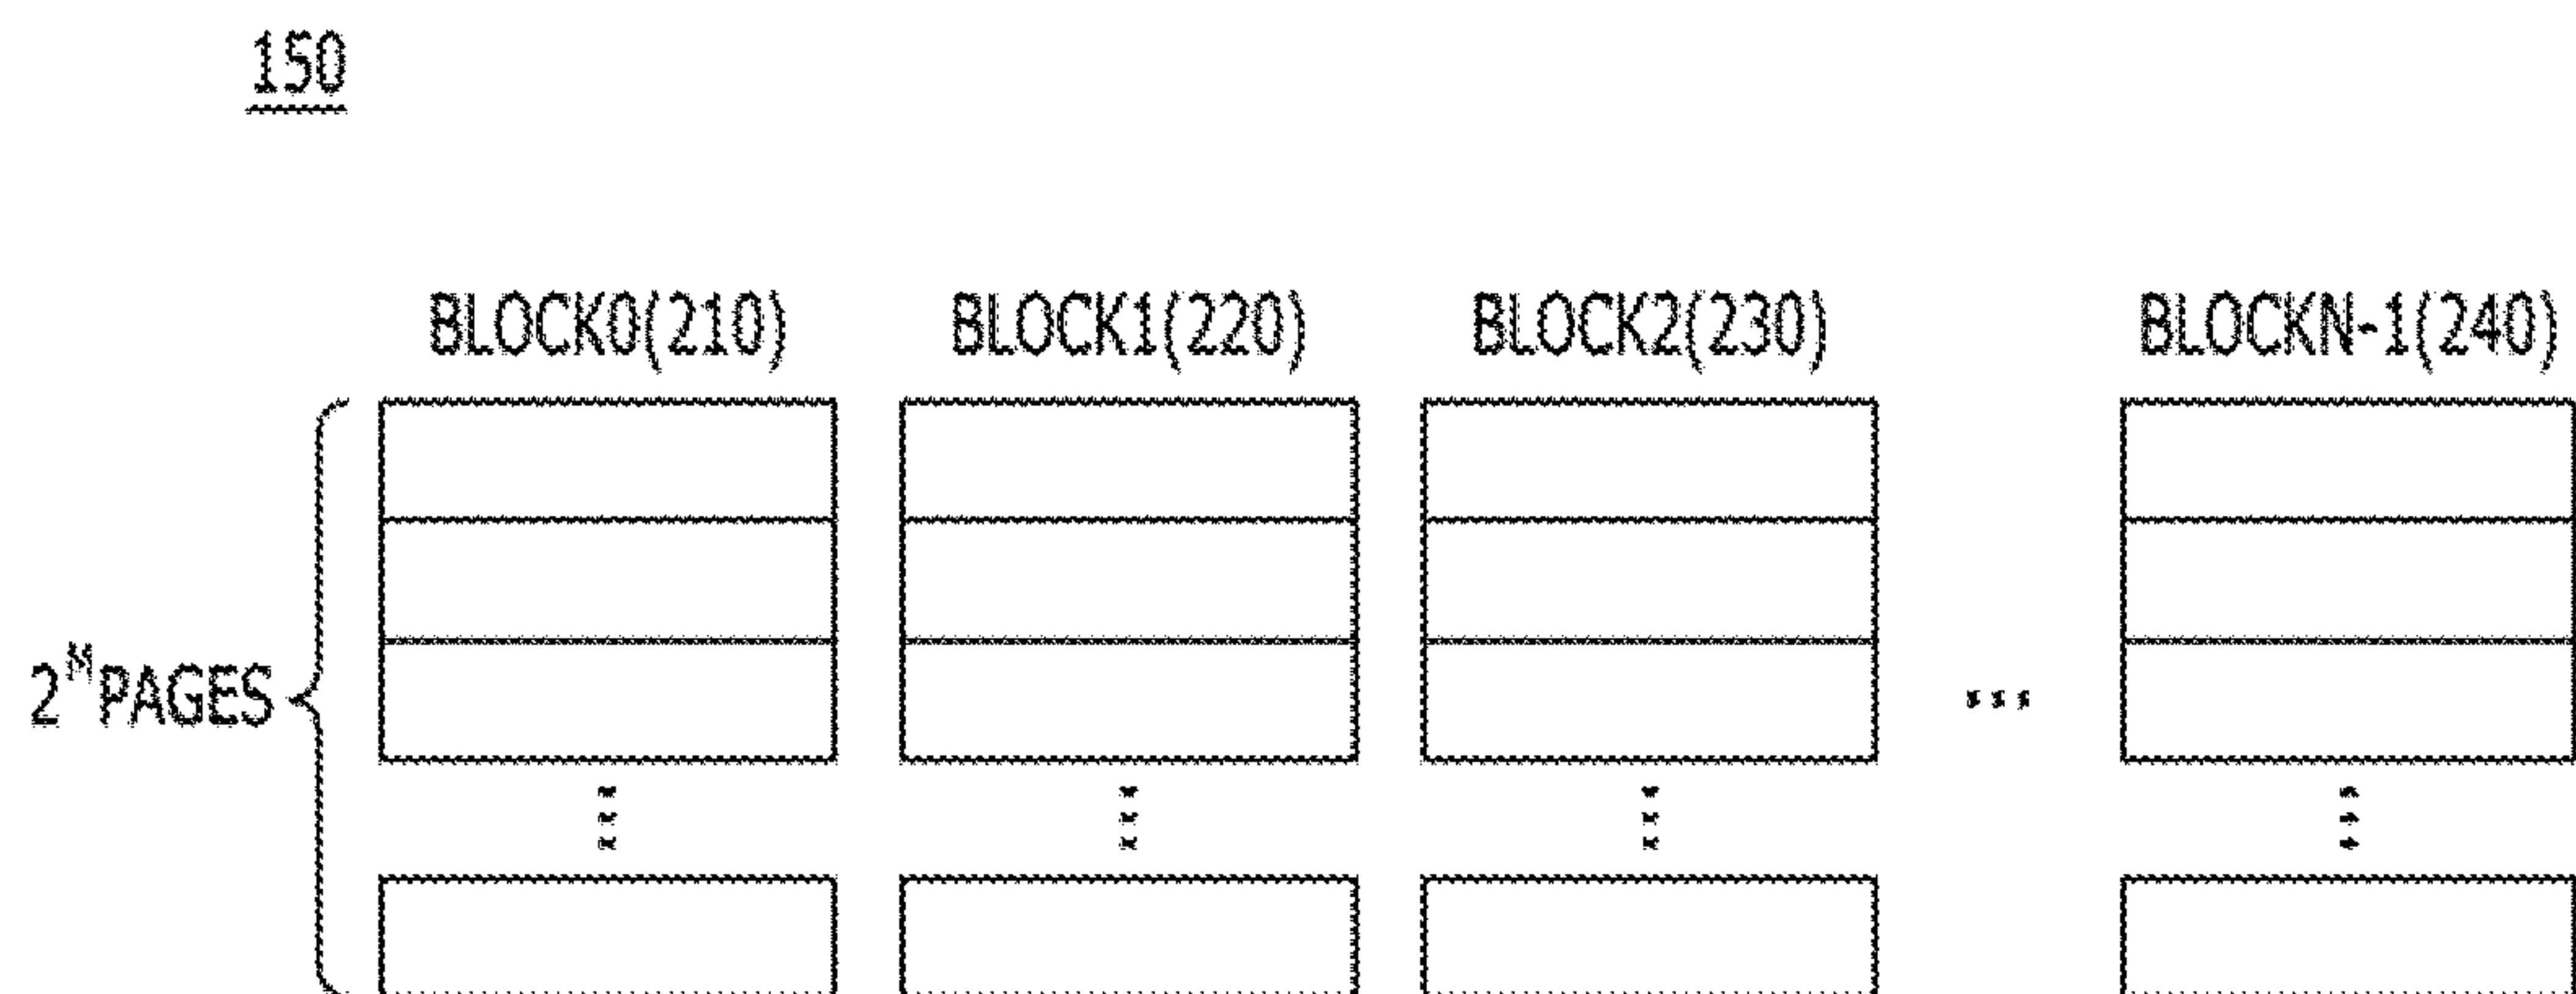 150
BLOCK0(210) BLOCK1(220) BLOCK2(230) BLOCKN-1(240)
2^M PAGES
...